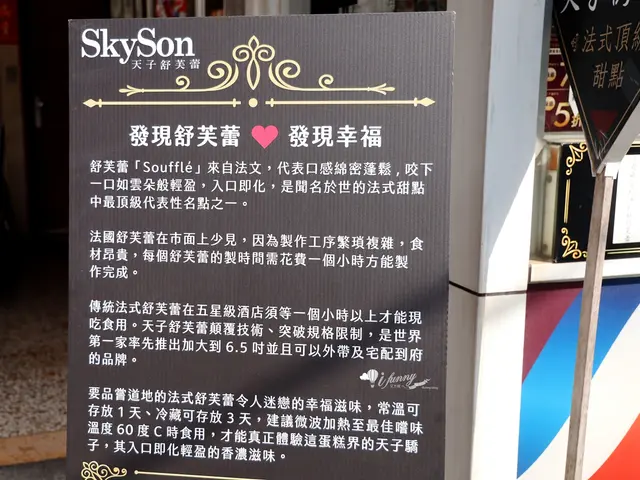 SkySon
天子舒芙蕾
發現舒芙蕾 發現幸福
舒芙蕾「Soufflé」來自法文，代表口感綿密蓬鬆，咬下
一口如雲朵般輕盈，入口即化，是聞名於世的法式甜點
中最頂級代表性名點之一。
法國舒芙蕾在市面上少見，因為製作工序繁瑣複雜，食
材昂貴，每個舒芙蕾的製時間需花費一個小時方能製
作完成。
傳統法式舒芙蕾在五星級酒店須等一個小時以上才能現
吃食用。天子舒芙蕾顛覆技術、突破規格限制，是世界
第一家率先推出加大到 6.5 吋並且可以外帶及宅配到府
的品牌。
要品嘗道地的法式舒芙蕾令人迷戀的幸福滋味，常溫可
存放 1 天、冷藏可存放 3 天，建議微波加熱至最佳嚐味
溫度 60 度 C 時食用，才能真正體驗這蛋糕界的天子驕
子，其入口即化輕盈的香濃滋味。
ifunny
法式頂級
甜點